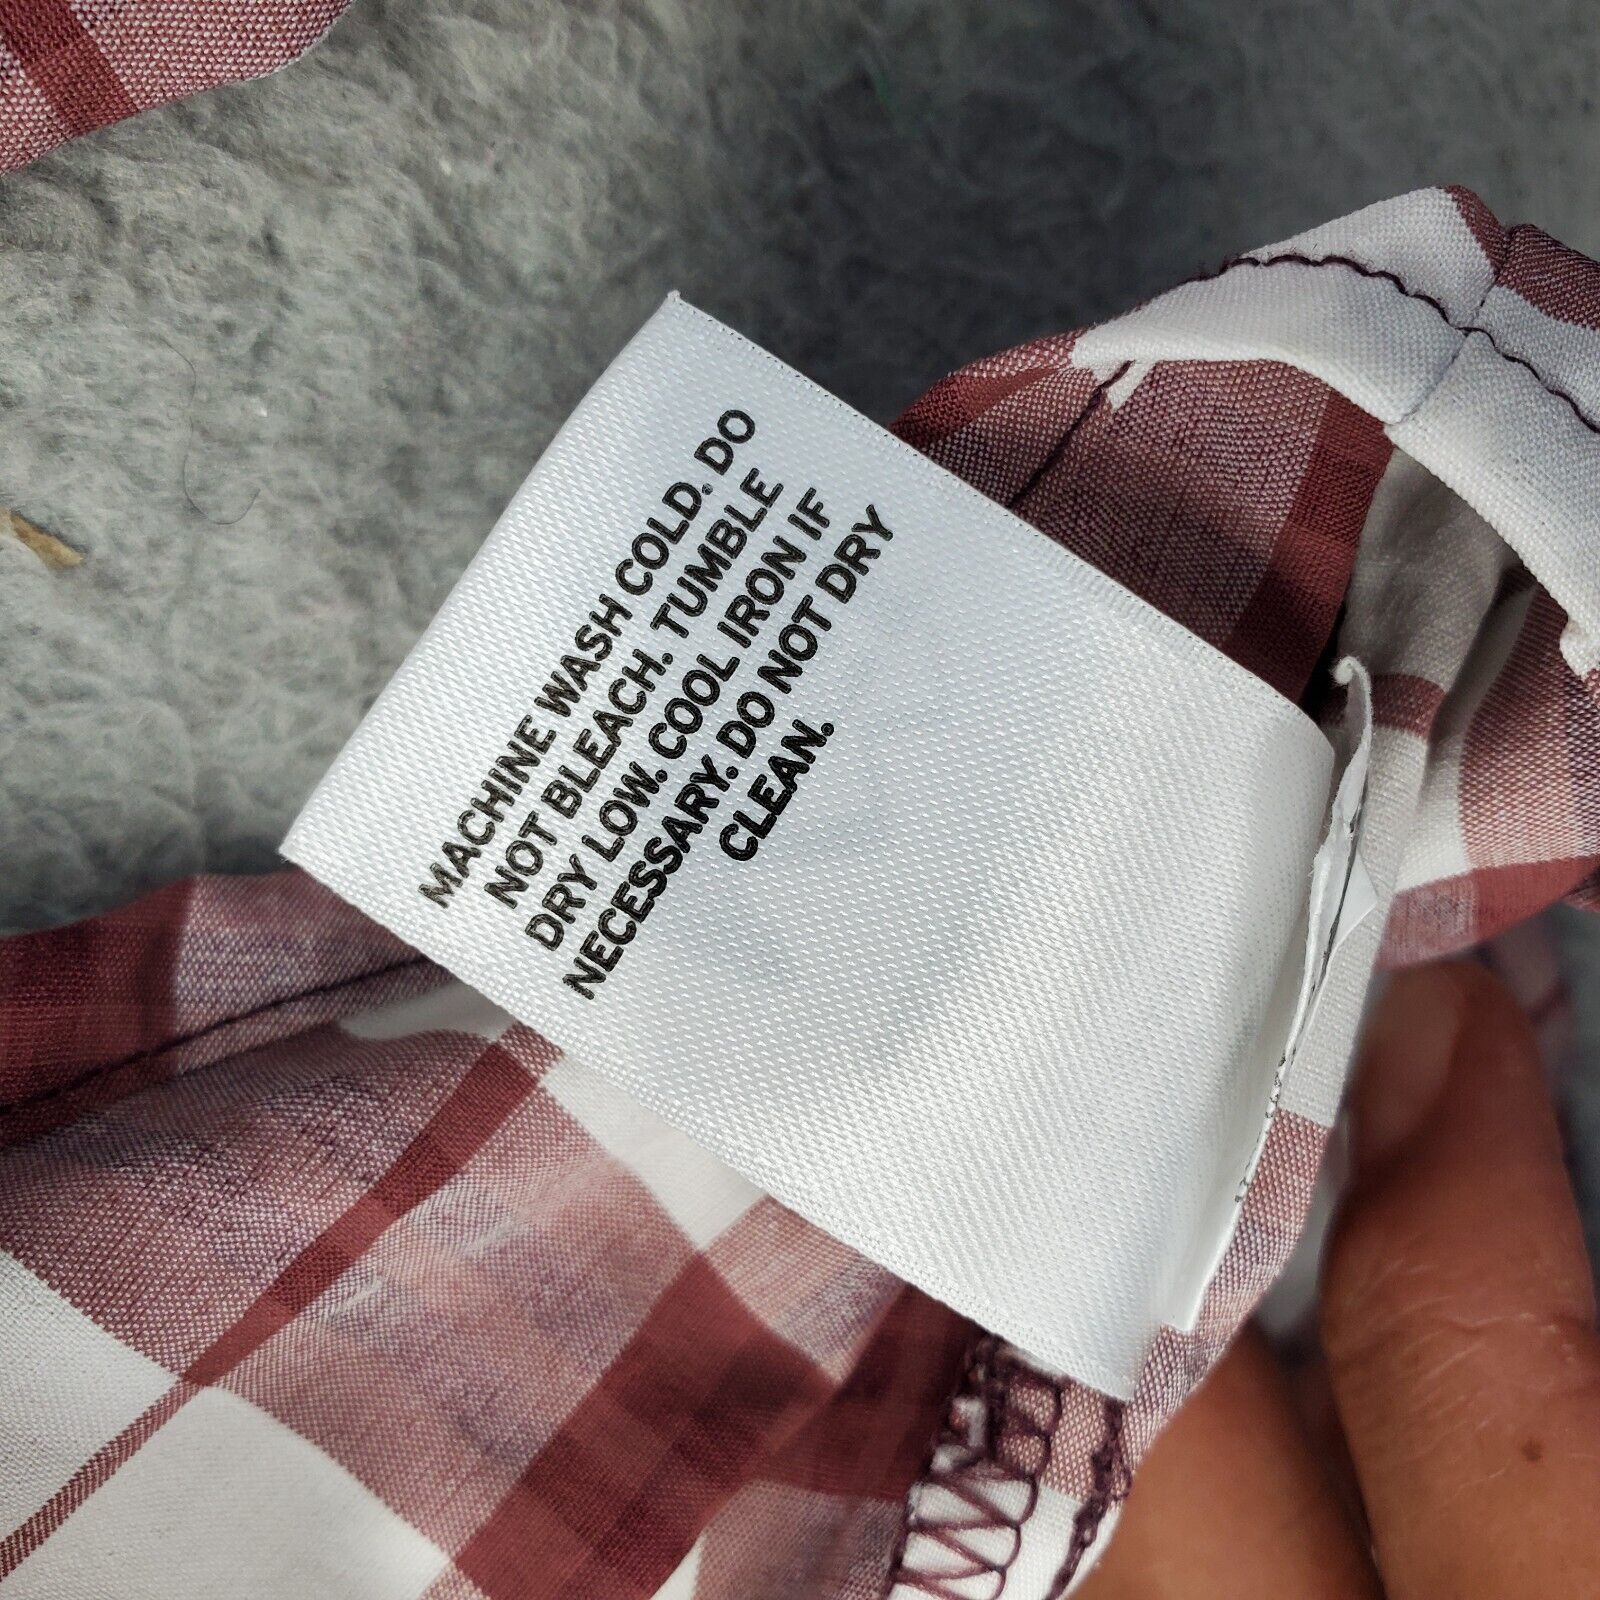 MACHINE WASH COLD. DO
NOT BLEACH. TUMBLE
DRY LOW. COOL IRON IF
NECESSARY. DO NOT DRY
CLEAN.